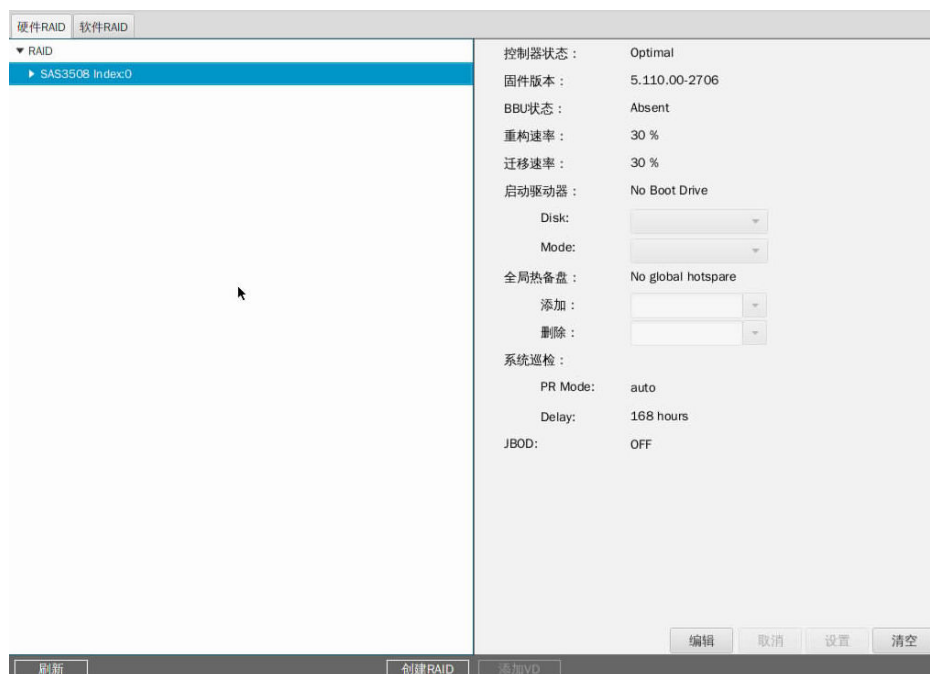 硬件RAID 软件RAID
RAID
SAS3508 Index:0
控制器状态： Optimal
固件版本： 5.110.00-2706
BBU状态： Absent
重构速率： 30 %
迁移速率： 30 %
启动驱动器： No Boot Drive
Disk:
Mode:
全局热备盘： No global hotspare
添加：
删除：
系统巡检：
PR Mode: auto
Delay: 168 hours
JBOD: OFF
编辑 取消 设置 清空
刷新 创建RAID 添加VD